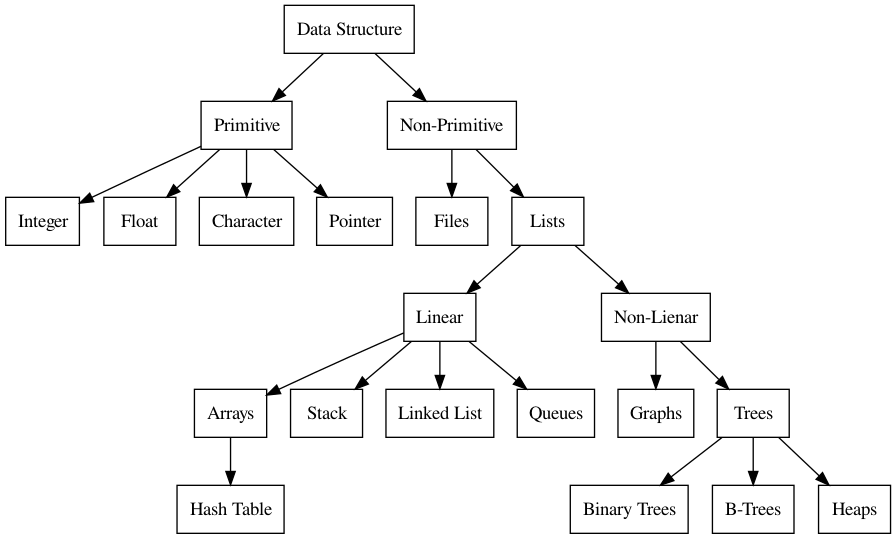 Data Structure
Primitive
Non-Primitive
Integer
Float
Character
Pointer
Files
Lists
Linear
Non-Lienar
Arrays
Stack
Linked List
Queues
Graphs
Trees
Hash Table
Binary Trees
B-Trees
Heaps